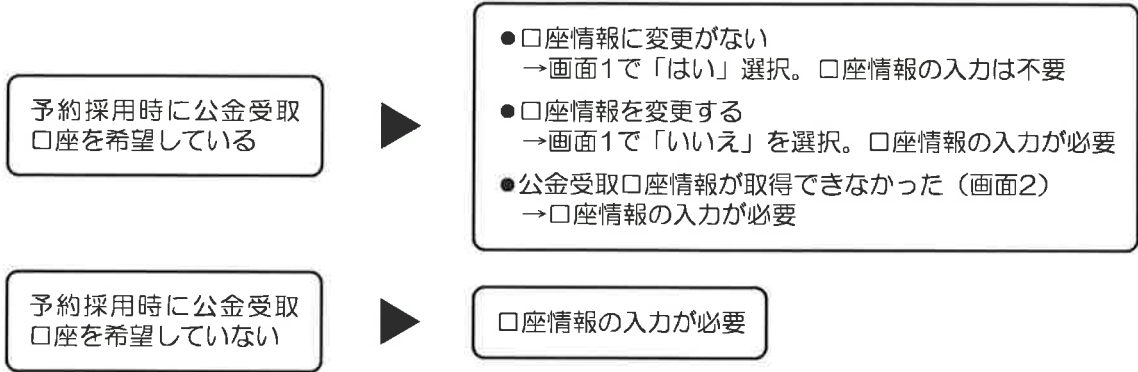 予約採用時に公金受取
口座を希望している
●口座情報に変更がない
→画面1で「はい」選択。口座情報の入力は不要
●口座情報を変更する
→画面1で「いいえ」を選択。口座情報の入力が必要
●公金受取口座情報が取得できなかった（画面2）
→口座情報の入力が必要
予約採用時に公金受取
口座を希望していない
口座情報の入力が必要